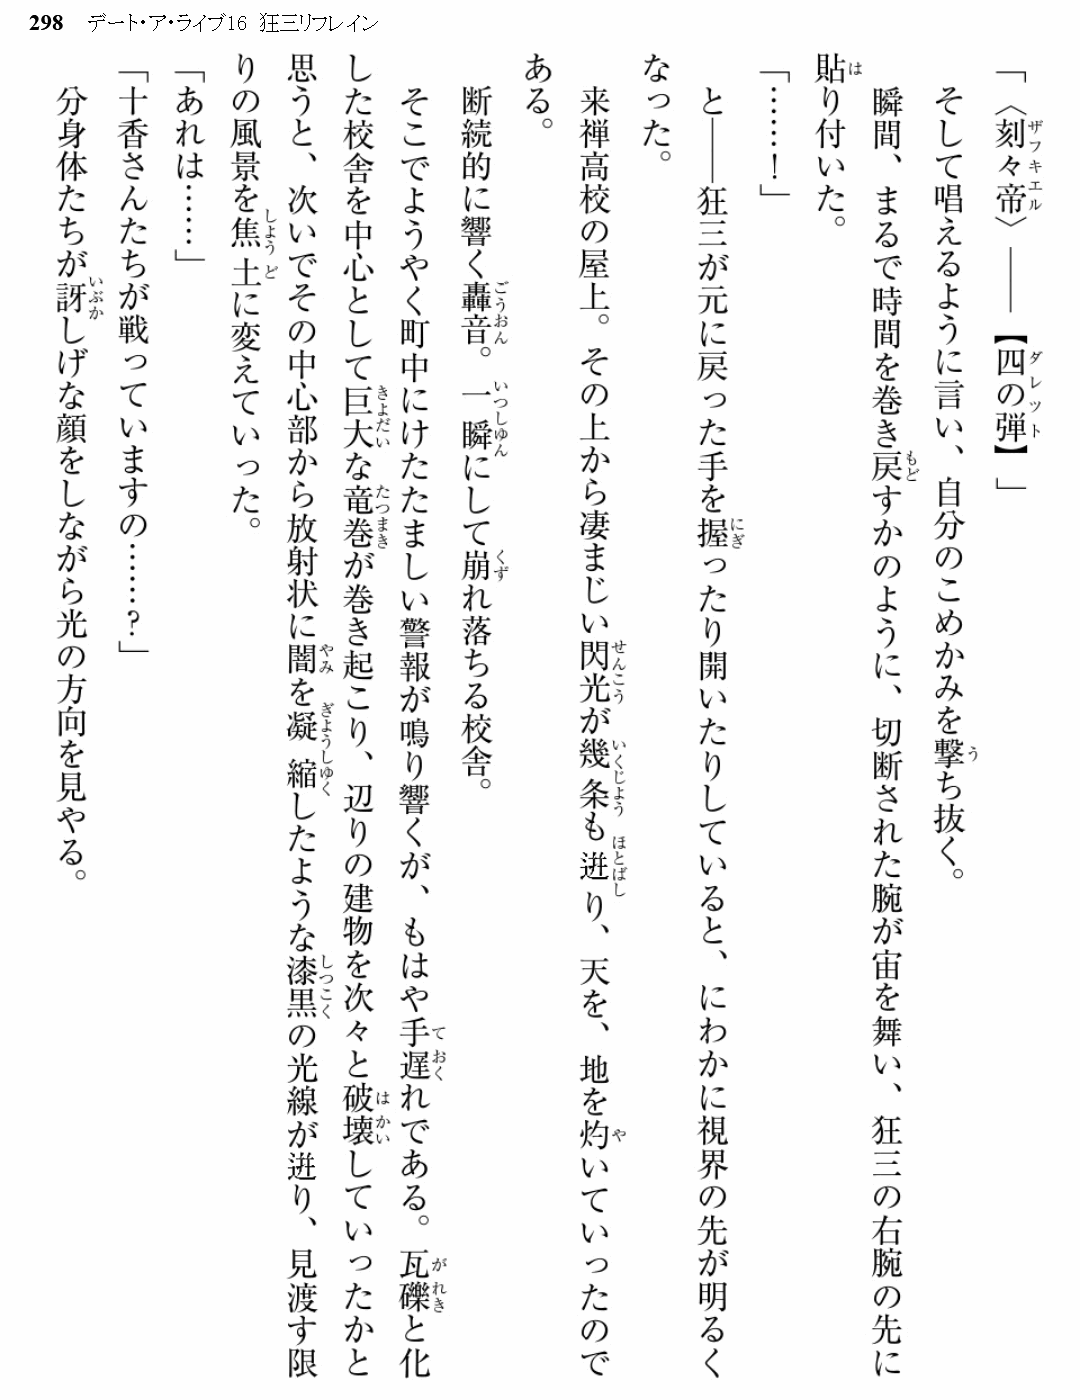 298 デート・ア・ライブ16 狂三リフレイン
「〈刻々帝〉――【四の弾】」
そして唱えるように言い、自分のこめかみを撃ち抜く。
瞬間、まるで時間を巻き戻すかのように、切断された腕が宙を舞い、狂三の右腕の先に
貼り付いた。
「……！」
と――狂三が元に戻った手を握ったり開いたりしていると、にわかに視界の先が明るく
なった。
来禅高校の屋上。その上から凄まじい閃光が幾条も迸り、天を、地を灼いていったので
ある。
断続的に響く轟音。一瞬にして崩れ落ちる校舎。
そこでようやく町中にけたたましい警報が鳴り響くが、もはや手遅れである。瓦礫と化
した校舎を中心として巨大な竜巻が巻き起こり、辺りの建物を次々と破壊していったかと
思うと、次いでその中心部から放射状に闇を凝縮したような漆黒の光線が迸り、見渡す限
りの風景を焦土に変えていった。
「あれは……」
「十香さんたちが戦っていますの……？」
分身体たちが訝しげな顔をしながら光の方向を見やる。